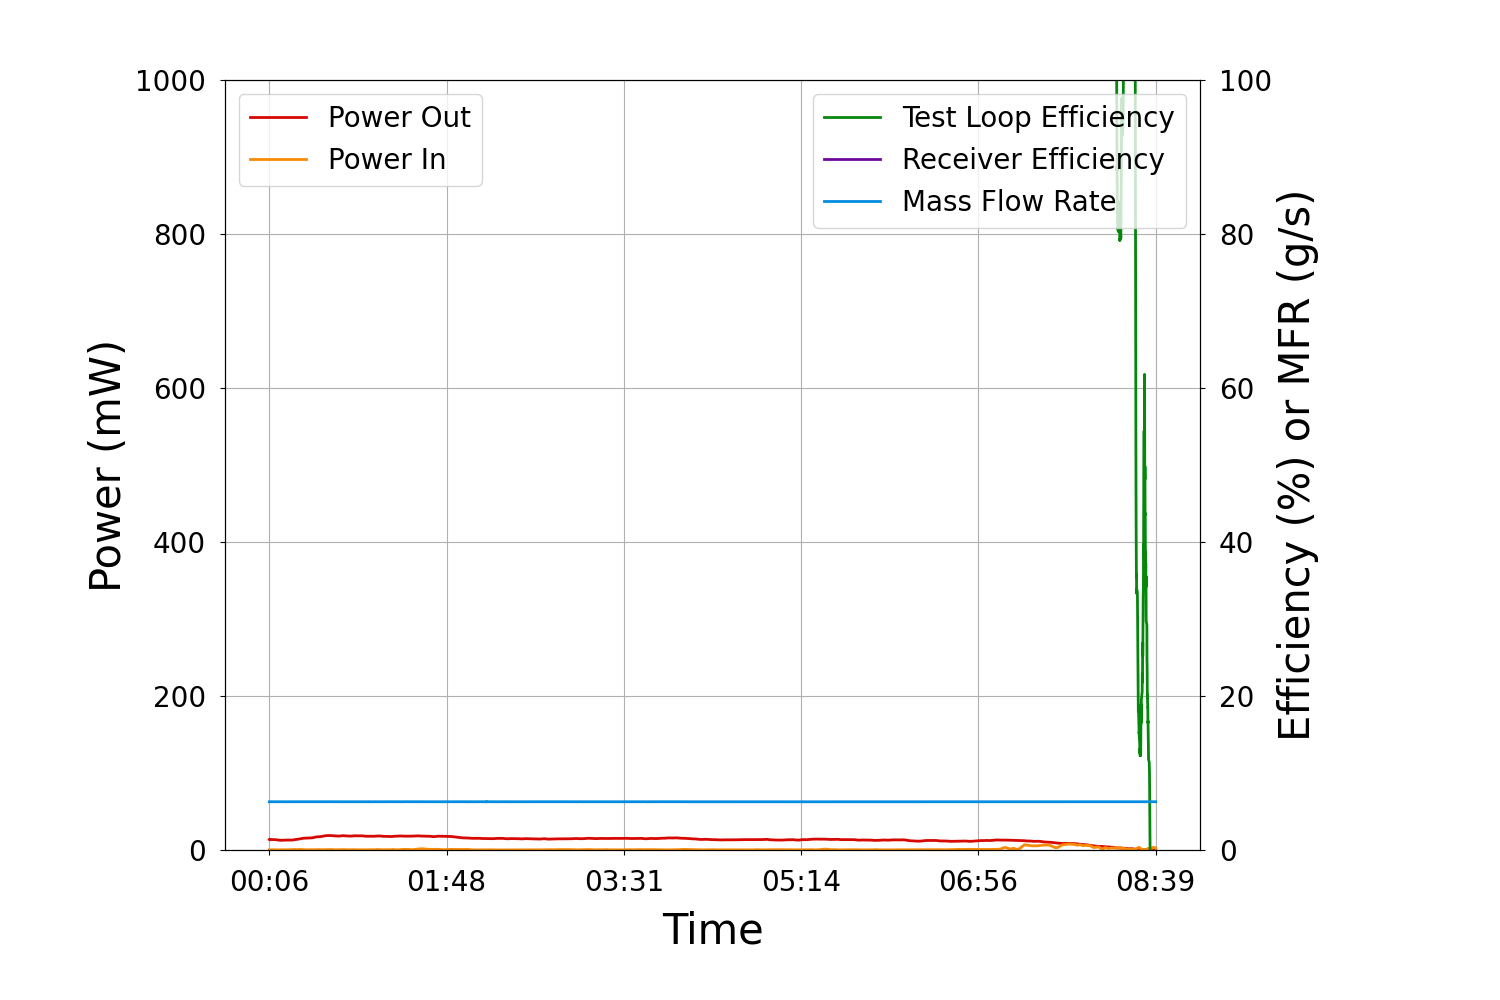 Power Out
Power In
Test Loop Efficiency
Receiver Efficiency
Mass Flow Rate
1000
800
600
400
200
0
Power (mW)
100
80
60
40
20
0
Efficiency (%) or MFR (g/s)
00:06 01:48 03:31 05:14 06:56 08:39
Time